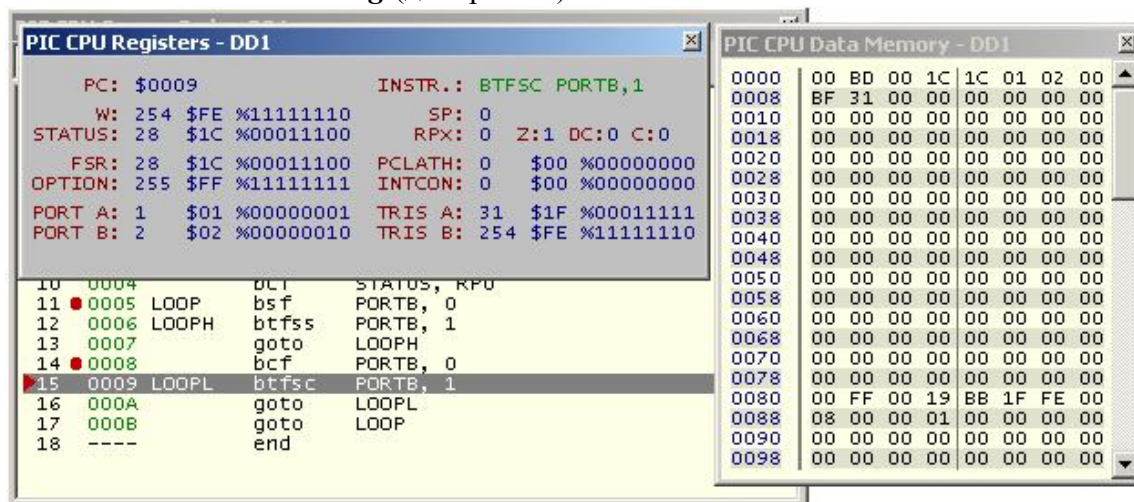 PIC CPU Registers - DD1
PC: $0009 INSTR.: BTFSC PORTB,1
W: 254 $FE %11111110 SP: 0
STATUS: 28 $1C %00011100 RPx: 0 Z:1 DC:0 C:0
FSR: 28 $1C %00011100 PCLATH: 0 $00 %00000000
OPTION: 255 $FF %11111111 INTCON: 0 $00 %00000000
PORT A: 1 $01 %00000001 TRIS A: 31 $1F %00011111
PORT B: 2 $02 %00000010 TRIS B: 254 $FE %11111110
10 0004 bcf STATUS, RP0
11 0005 LOOP bsf PORTB, 0
12 0006 LOOPH btfss PORTB, 1
13 0007 goto LOOPH
14 0008 bcf PORTB, 0
15 0009 LOOPL btfsc PORTB, 1
16 000A goto LOOPL
17 000B goto LOOP
18 ---- end
PIC CPU Data Memory - DD1
0000 00 BD 00 1C 1C 01 02 00
0008 BF 31 00 00 00 00 00 00
0010 00 00 00 00 00 00 00 00
0018 00 00 00 00 00 00 00 00
0020 00 00 00 00 00 00 00 00
0028 00 00 00 00 00 00 00 00
0030 00 00 00 00 00 00 00 00
0038 00 00 00 00 00 00 00 00
0040 00 00 00 00 00 00 00 00
0048 00 00 00 00 00 00 00 00
0050 00 00 00 00 00 00 00 00
0058 00 00 00 00 00 00 00 00
0060 00 00 00 00 00 00 00 00
0068 00 00 00 00 00 00 00 00
0070 00 00 00 00 00 00 00 00
0078 00 00 00 00 00 00 00 00
0080 00 FF 00 19 BB 1F FE 00
0088 08 00 00 01 00 00 00 00
0090 00 00 00 00 00 00 00 00
0098 00 00 00 00 00 00 00 00